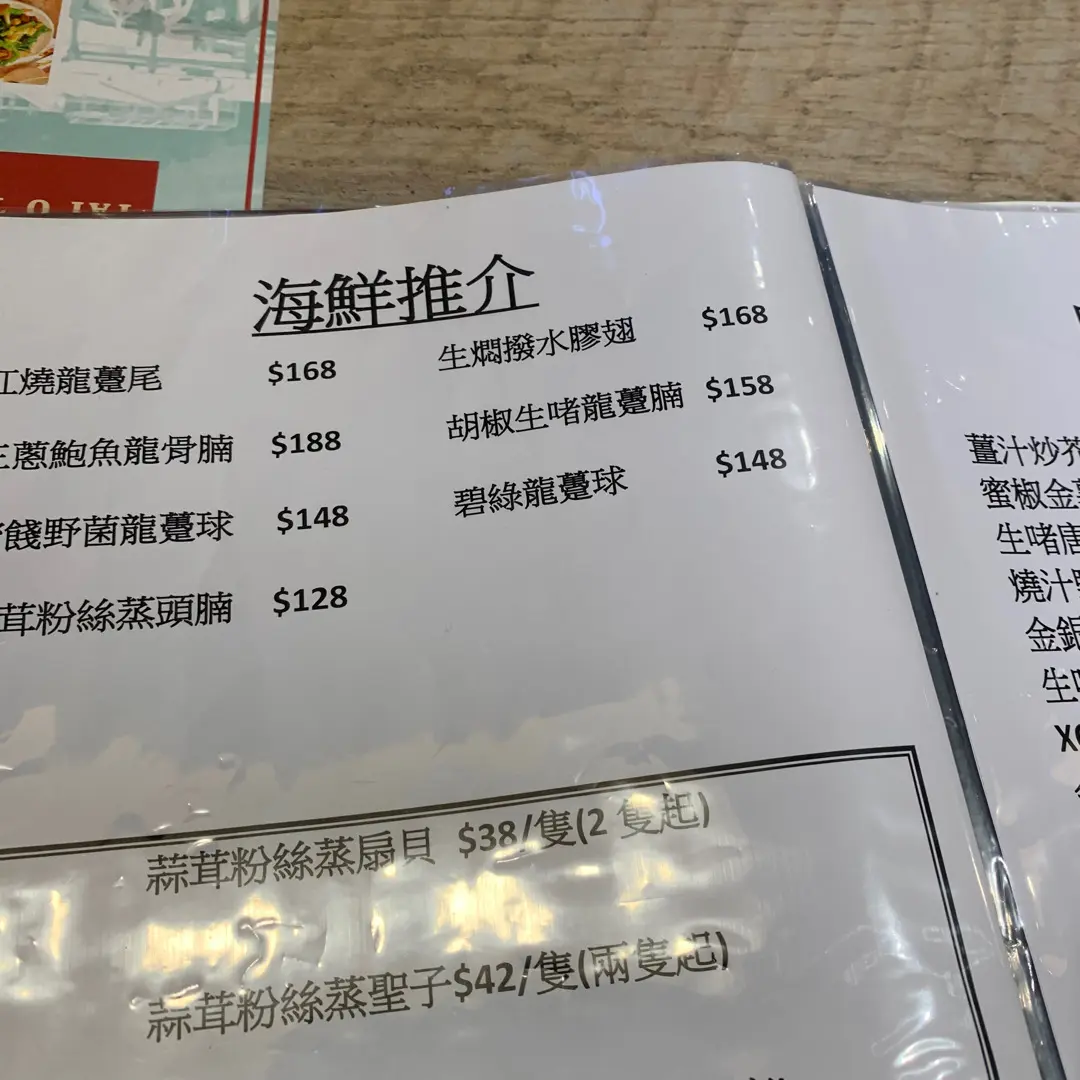 TAI O
海鮮推介
燒龍躉尾 $168
蔥鮑魚龍骨腩 $188
餞野菌龍躉球 $148
茸粉絲蒸頭腩 $128
生燜撥水膠翅 $168
胡椒生啫龍躉腩 $158
碧綠龍躉球 $148
蒜茸粉絲蒸扇貝 $38/隻(2 隻起)
蒜茸粉絲蒸聖子$42/隻(兩隻起)
薑汁炒芥
蜜椒金
生啫唐
燒汁
金銀
生